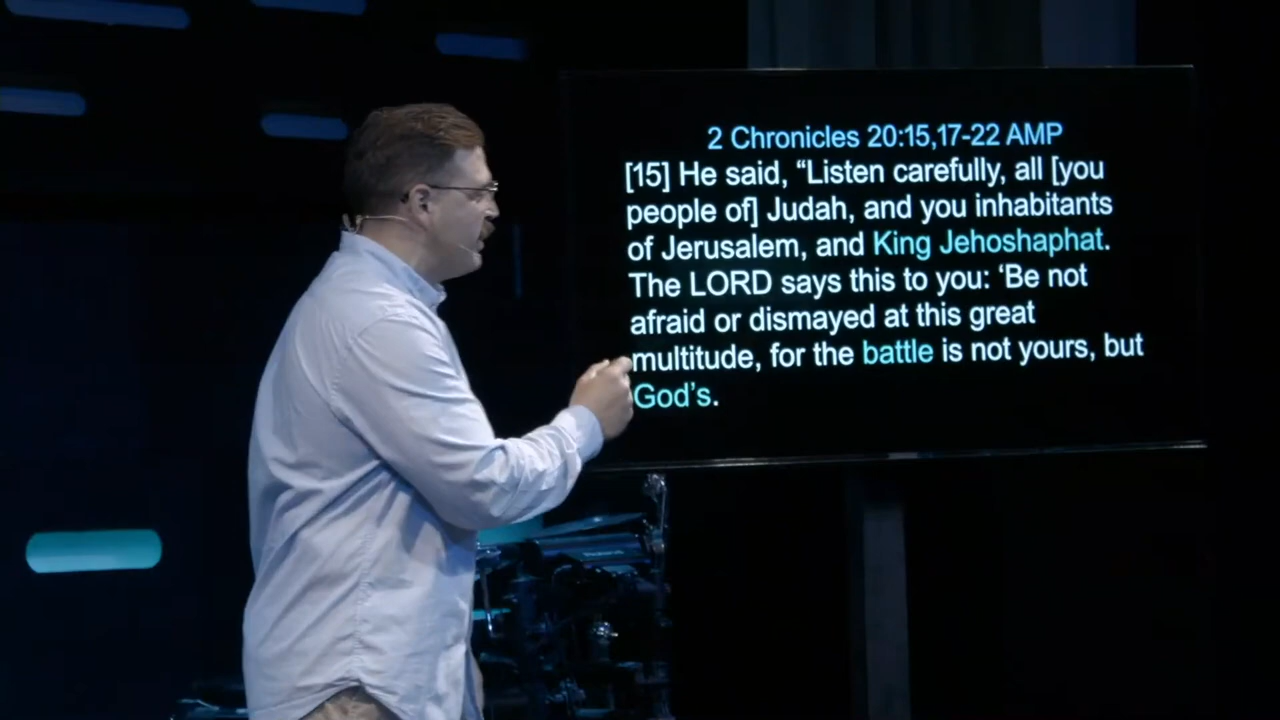 2 Chronicles 20:15,17-22 AMP
[15] He said, “Listen carefully, all [you
people of] Judah, and you inhabitants
of Jerusalem, and King Jehoshaphat.
The LORD says this to you: ‘Be not
afraid or dismayed at this great
multitude, for the battle is not yours, but
God’s.